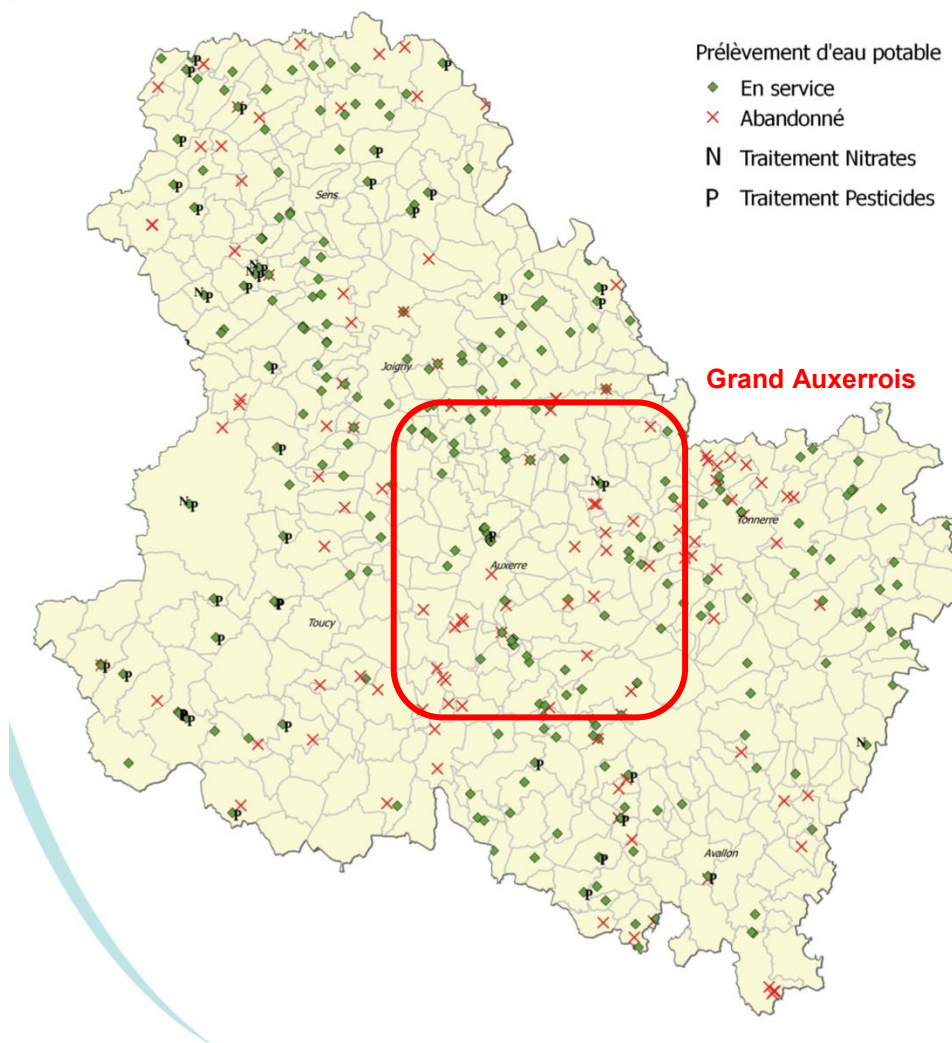 Prélèvement d'eau potable
En service
Abandonné
N Traitement Nitrates
P Traitement Pesticides
Grand Auxerrois
Sens
Joigny
Tonnerre
Auxerre
Toucy
Avallon